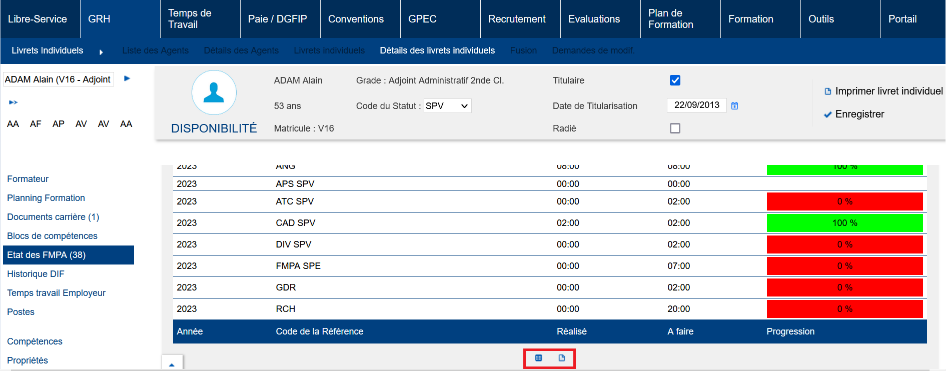 Libre-Service GRH Temps de Travail Paie / DGFIP Conventions GPEC Recrutement Evaluations Plan de Formation Formation Outils Portail
Livrets Individuels Liste des Agents Détails des Agents Livrets Individuels Détails des livrets individuels Fusion Demandes de modif.
ADAM Alain (V16 - Adjoint
AA AF AP AV AV AA
DISPONIBILITÉ
ADAM Alain Grade : Adjoint Administratif 2nde Cl. Titulaire
53 ans Code du Statut : SPV Date de Titularisation 22/09/2013
Matricule : V16 Radié
Imprimer livret individuel
Enregistrer
Formateur
Planning Formation
Documents carrière (1)
Blocs de compétences
Etat des FMPA (38)
Historique DIF
Temps travail Employeur
Postes
Compétences
Propriétés
2023 ANG 08:00 08:00 100 %
2023 APS SPV 00:00 00:00
2023 ATC SPV 00:00 02:00 0 %
2023 CAD SPV 02:00 02:00 100 %
2023 DIV SPV 00:00 02:00 0 %
2023 FMPA SPE 00:00 07:00 0 %
2023 GDR 00:00 02:00 0 %
2023 RCH 00:00 20:00 0 %
Année Code de la Référence Réalisé A faire Progression